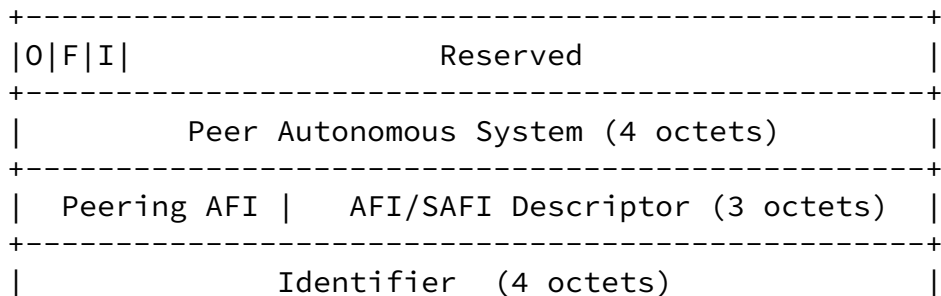 +--------------------------------------------------+
|O|F|I|                 Reserved                   |
+--------------------------------------------------+
|         Peer Autonomous System (4 octets)        |
+--------------------------------------------------+
|  Peering AFI |   AFI/SAFI Descriptor (3 octets)  |
+--------------------------------------------------+
|              Identifier  (4 octets)              |